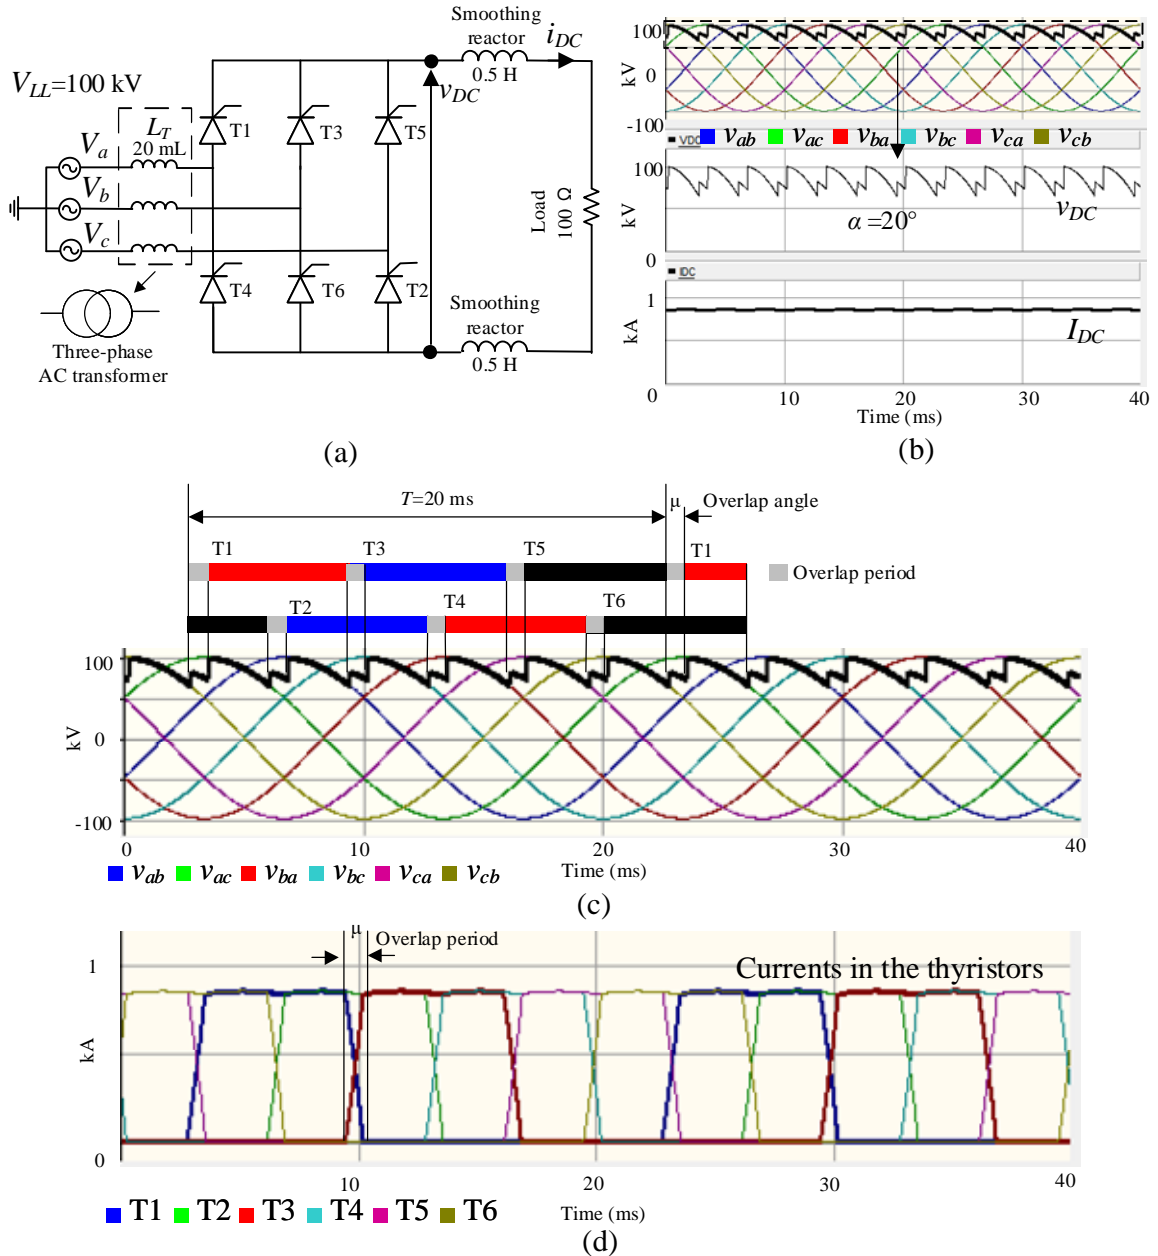 Smoothing
reactor
0.5 H
i_DC
V_LL=100 kV
v_DC
L_T
20 mL
T1
T3
T5
V_a
V_b
V_c
Load
100 Ω
T4
T6
T2
Smoothing
reactor
0.5 H
Three-phase
AC transformer
(a)
100
0
-100
kV
v_ab
v_ac
v_ba
v_bc
v_ca
v_cb
VDC
100
0
kV
α=20°
v_DC
IDC
1
0
kA
I_DC
10
20
30
40
Time (ms)
(b)
T=20 ms
μ
Overlap angle
T1
T3
T5
T1
Overlap period
T2
T4
T6
100
0
-100
kV
0
10
20
30
40
Time (ms)
v_ab
v_ac
v_ba
v_bc
v_ca
v_cb
(c)
μ
Overlap period
Currents in the thyristors
1
0
kA
10
20
30
40
Time (ms)
T1
T2
T3
T4
T5
T6
(d)